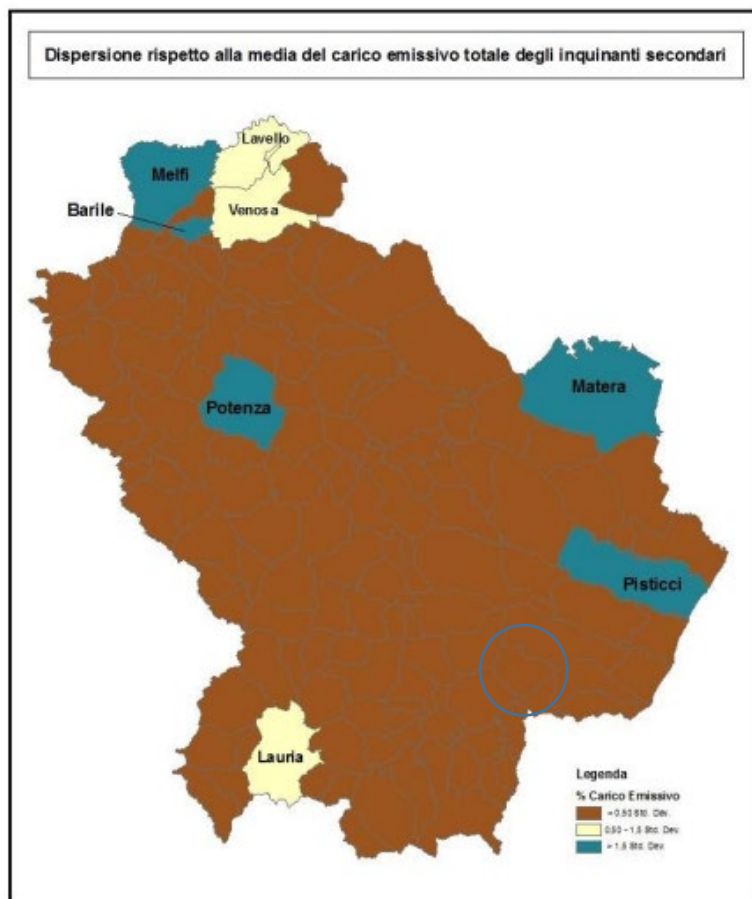 Dispersione rispetto alla media del carico emissivo totale degli inquinanti secondari
Lavello
Melfi
Barile
Venosa
Potenza
Matera
Pisticci
Lauria
Legenda
% Carico Emissivo
0,50 Std. Dev.
0,50 - 1,5 Std. Dev.
> 1,5 Std. Dev.